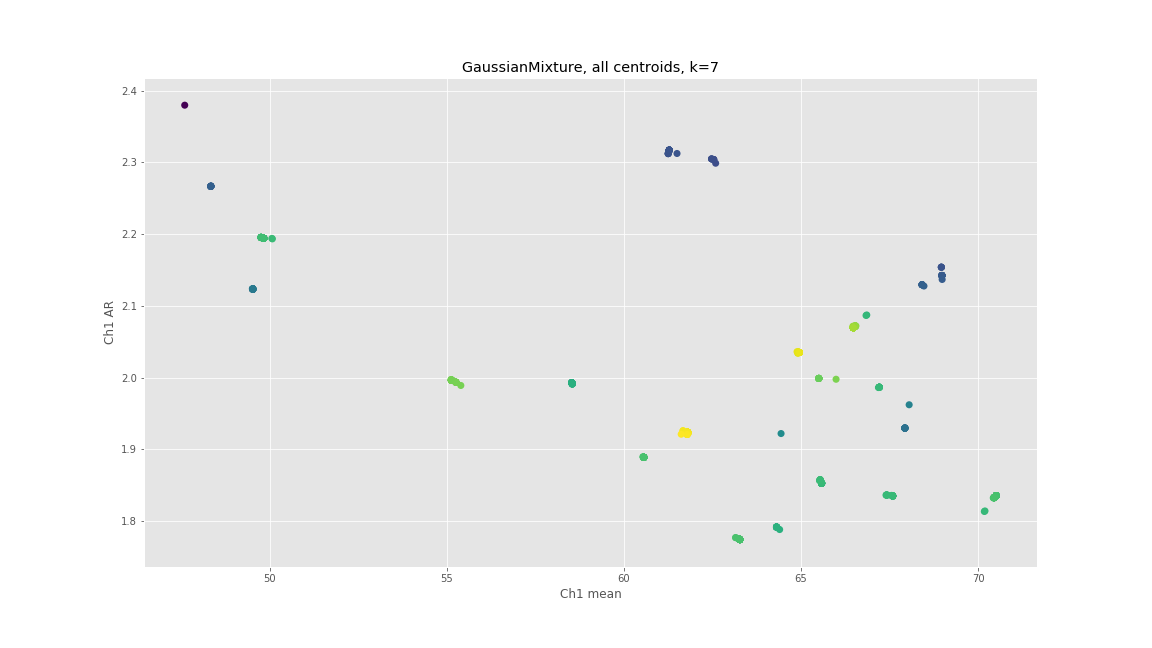 GaussianMixture, all centroids, k=7
2.4
2.3
2.2
2.1
2.0
1.9
1.8
Ch1 AR
50 55 60 65 70
Ch1 mean